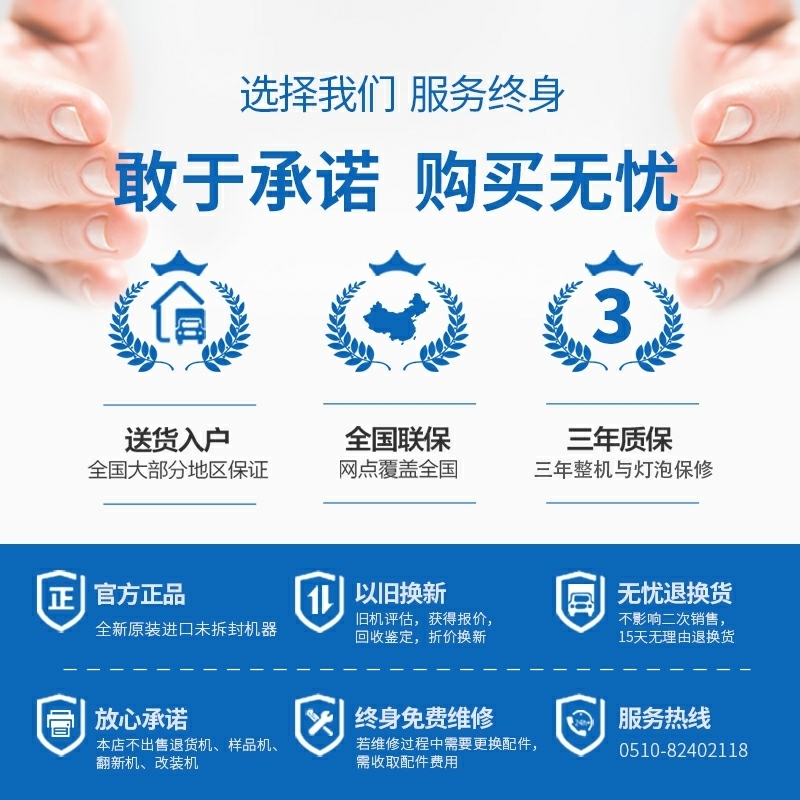 选择我们 服务终身
敢于承诺 购买无忧
3
送货入户
全国大部分地区保证
全国联保
网点覆盖全国
三年质保
三年整机与灯泡保修
正
官方正品
全新原装进口未拆封机器
以旧换新
旧机评估，获得报价，
回收鉴定，折价换新
无忧退换货
不影响二次销售，
15天无理由退换货
放心承诺
本店不出售退货机、样品机、
翻新机、改装机
终身免费维修
若维修过程中需要更换配件，
需收取配件费用
24h
服务热线
0510-82402118